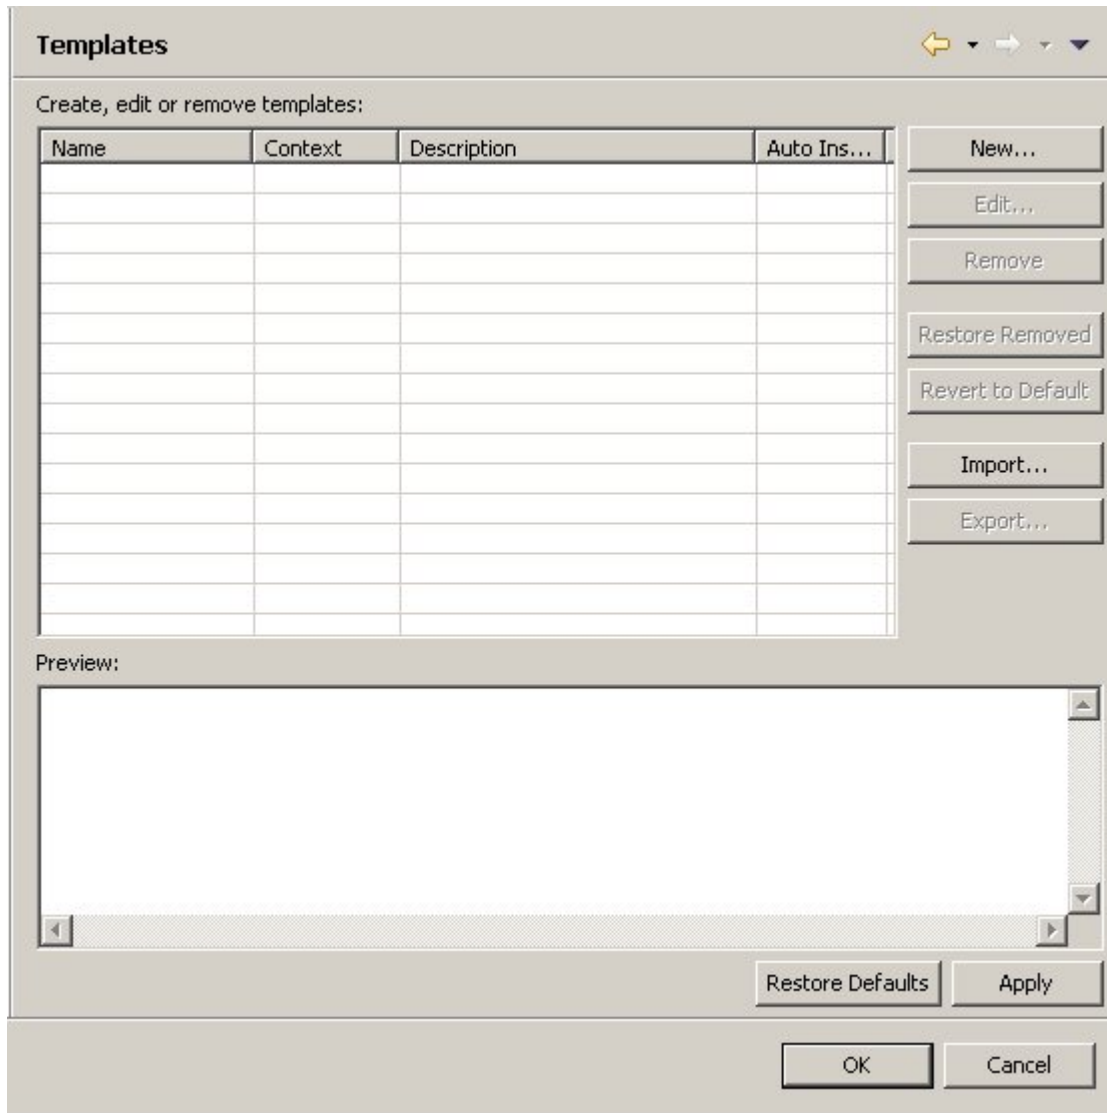 Templates
Create, edit or remove templates:
Name Context Description Auto Ins...
New...
Edit...
Remove
Restore Removed
Revert to Default
Import...
Export...
Preview:
Restore Defaults Apply
OK Cancel